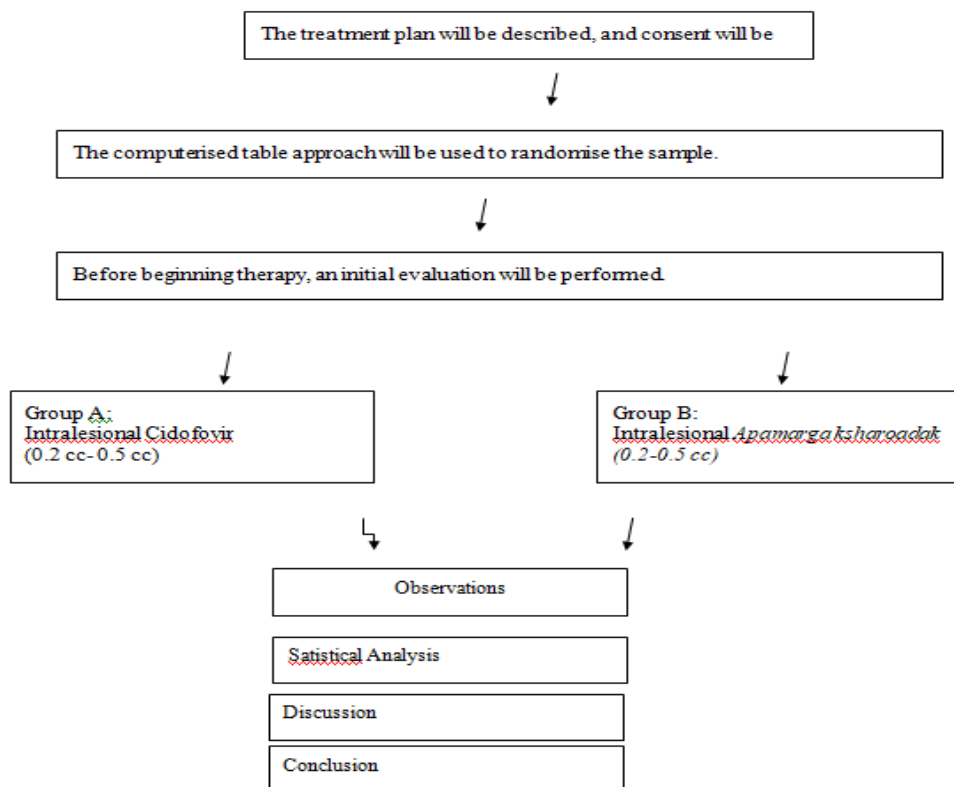 The treatment plan will be described, and consent will be
The computerised table approach will be used to randomise the sample.
Before beginning therapy, an initial evaluation will be performed.
Group A:
Intralesional Cidofovir
(0.2 cc- 0.5 cc)
Group B:
Intralesional Apamarga ksharoadak
(0.2-0.5 cc)
Observations
Satistical Analysis
Discussion
Conclusion